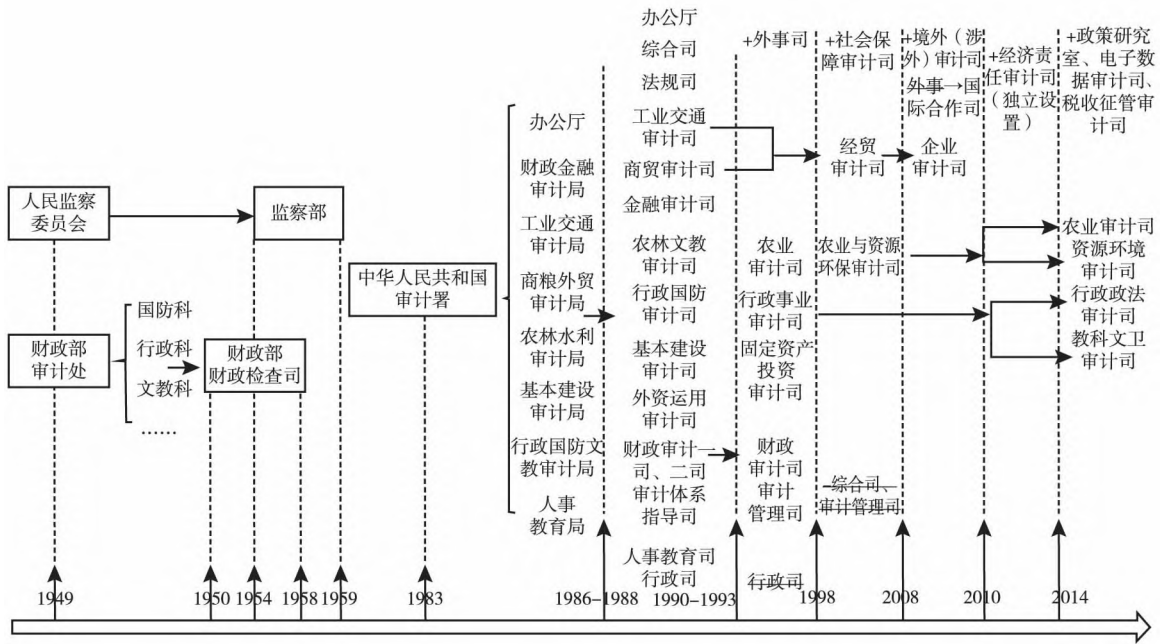 人民监察
委员会
监察部
财政部
审计处
国防科
行政科
文教科
……
财政部
财政检查司
中华人民共和国
审计署
办公厅
财政金融
审计局
工业交通
审计局
商粮外贸
审计局
农林水利
审计局
基本建设
审计局
行政国防文
教审计局
人事
教育局
办公厅
综合司
法规司
工业交通
审计司
商贸审计司
金融审计司
农林文教
审计司
行政国防
审计司
基本建设
审计司
外资运用
审计司
财政审计一
司、二司
审计体系
指导司
人事教育司
行政司
+外事司
农业
审计司
行政事业
审计司
固定资产
投资
审计司
财政
审计司
审计
管理司
行政司
+社会保
障审计司
经贸
审计司
农业与资源
环保审计司
-综合司、
审计管理司
+境外（涉
外）审计司
外事→国
际合作司
企业
审计司
+经济责
任审计司
（独立设
置）
+政策研究
室、电子数
据审计司、
税收征管审
计司
农业审计司
资源环境
审计司
行政政法
审计司
教科文卫
审计司
1949
1950
1954
1958
1959
1983
1986-1988
1990-1993
1998
2008
2010
2014